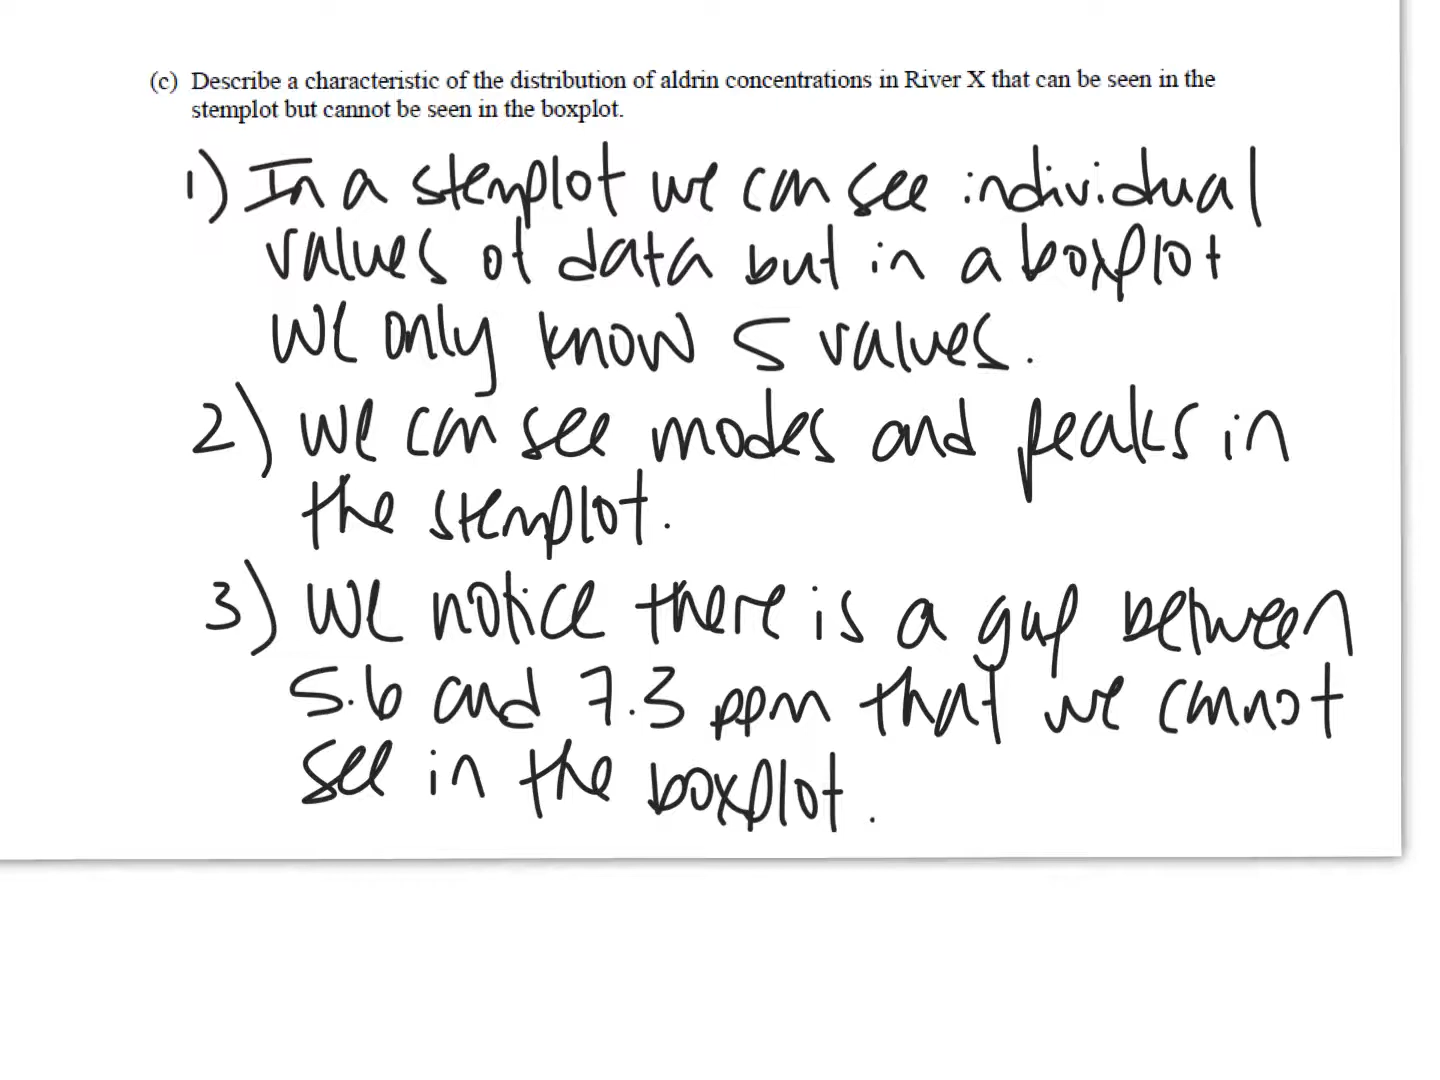 (c) Describe a characteristic of the distribution of aldrin concentrations in River X that can be seen in the
stemplot but cannot be seen in the boxplot.
1) In a stemplot we can see individual
values of data but in a boxplot
we only know 5 values.
2) we can see modes and peaks in
the stemplot.
3) we notice there is a gap between
5.6 and 7.3 ppm that we cannot
see in the boxplot.